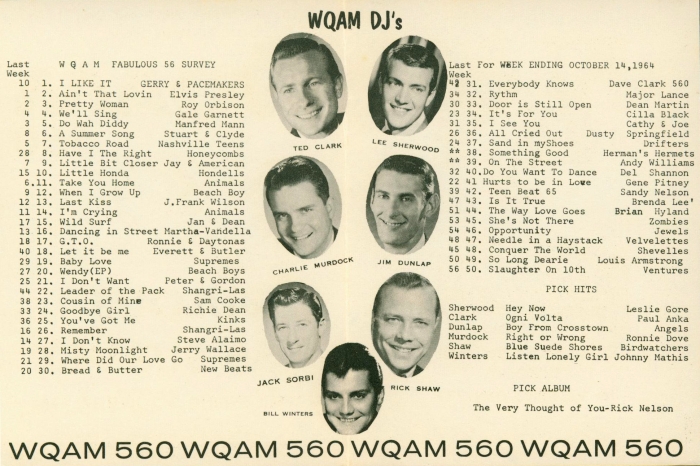 WQAM DJ's
Last W Q A M FABULOUS 56 SURVEY
Week
10 1. I LIKE IT GERRY & PACEMAKERS
1 2. Ain't That Lovin Elvis Presley
2 3. Pretty Woman Roy Orbison
4 4. We'll Sing Gale Garnett
3 5. Do Wah Diddy Manfred Mann
8 6. A Summer Song Stuart & Clyde
5 7. Tobacco Road Nashville Teens
28 8. Have I The Right Honeycombs
7 9. Little Bit Closer Jay & American
15 10. Little Honda Hondells
6. 11. Take You Home Animals
9 12. When I Grow Up Beach Boy
12 13. Last Kiss J.Frank Wilson
11 14. I'm Crying Animals
17 15. Wild Surf Jan & Dean
13 16. Dancing in Street Martha-Vandella
18 17. G.T.O. Ronnie & Daytonas
40 18. Let it be me Everett & Butler
29 19. Baby Love Supremes
27 20. Wendy(EP) Beach Boys
25 21. I Don't Want Peter & Gordon
44 22. Leader of the Pack Shangri-Las
38 23. Cousin of Mine Sam Cooke
33 24. Goodbye Girl Richie Dean
36 25. You've Got Me Kinks
16 26. Remember Shangri-Las
14 27. I Don't Know Steve Alaimo
19 28. Misty Moonlight Jerry Wallace
21 29. Where Did Our Love Go Supremes
20 30. Bread & Butter New Beats
TED CLARK
LEE SHERWOOD
CHARLIE MURDOCK
JIM DUNLAP
JACK SORBI
RICK SHAW
BILL WINTERS
Last For WEEK ENDING OCTOBER 14,1964
Week
42 31. Everybody Knows Dave Clark 560
34 32. Rythm Major Lance
30 33. Door is Still Open Dean Martin
23 34. It's For You Cilla Black
31 35. I See You Cathy & Joe
26 36. All Cried Out Dusty Springfield
24 37. Sand in myShoes Drifters
** 38. Something Good Herman's Herme
** 39. On The Street Andy Williams
32 40. Do You Want To Dance Del Shannon
22 41 Hurts to be in Love Gene Pitney
39 42. Teen Beat 65 Sandy Nelson
47 43. Is It True Brenda Lee'
51 44. The Way Love Goes Brian Hyland
53 45. She's Not There Zombies
54 46. Opportunity Jewels
48 47. Needle in a Haystack Velvelettes
45 48. Conquer The World Shevelles
50 49. So Long Dearie Louis Armstrong
56 50. Slaughter On 10th Ventures
PICK HITS
Sherwood Hey Now Leslie Gore
Clark Ogni Volta Paul Anka
Dunlap Boy From Crosstown Angels
Murdock Right or Wrong Ronnie Dove
Shaw Blue Suede Shores Birdwatchers
Winters Listen Lonely Girl Johnny Mathis
PICK ALBUM
The Very Thought of You-Rick Nelson
WQAM 560 WQAM 560 WQAM 560 WQAM 560